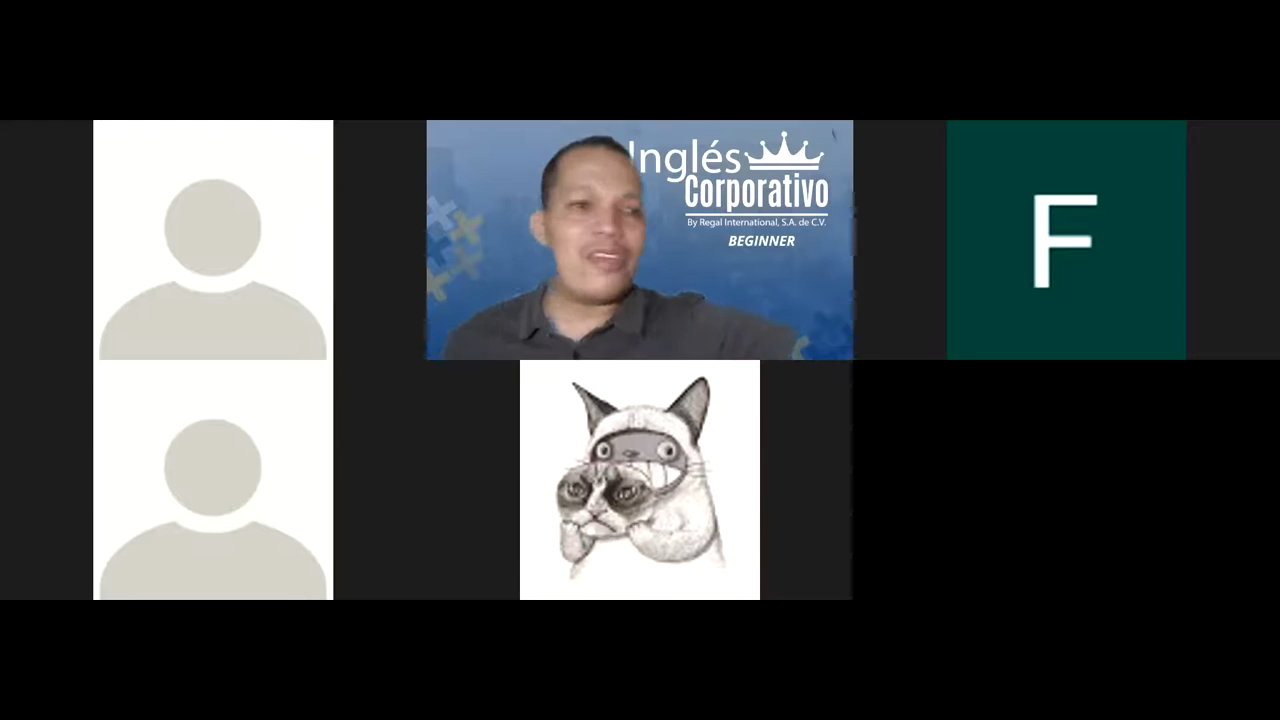 Inglés
Corporativo
By Regal International, S.A. de C.V.
BEGINNER
F